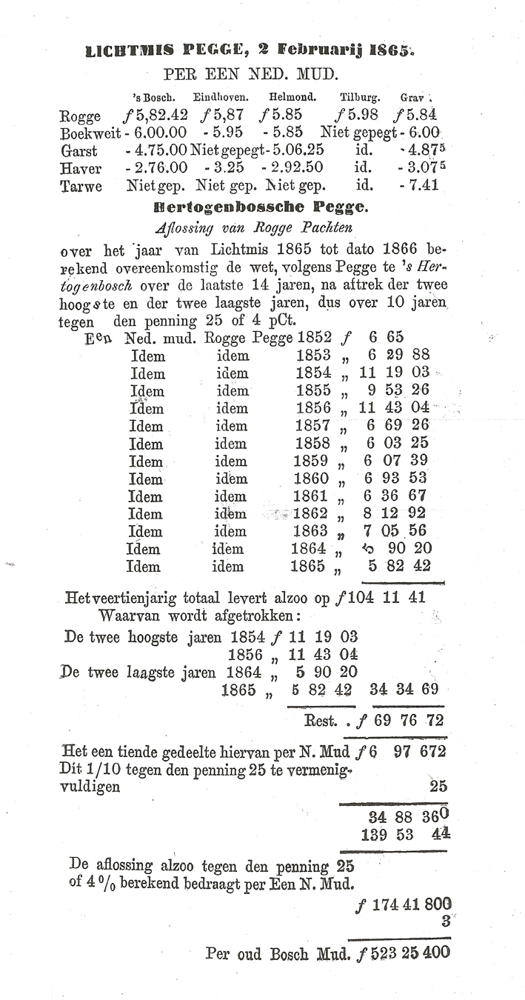 LICHTMIS PEGGE, 2 Februarij 1865.
PER EEN NED. MUD.
's Bosch. Eindhoven. Helmond. Tilburg. Grav .
Rogge f 5,82.42 f 5,87 f 5.85 f 5.98 f 5.84
Boekweit - 6.00.00 - 5.95 - 5.85 Niet gepegt - 6.00
Garst - 4.75.00 Niet gepegt - 5.06.25 id. - 4.87⁵
Haver - 2.76.00 - 3.25 - 2.92.50 id. - 3.07⁵
Tarwe Niet gep. Niet gep. Niet gep. id. - 7.41
Hertogenbossche Pegge.
Aflossing van Rogge Pachten
over het jaar van Lichtmis 1865 tot dato 1866 be-
rekend overeenkomstig de wet, volgens Pegge te 's Her-
togenbosch over de laatste 14 jaren, na aftrek der twee
hoogste en der twee laagste jaren, dus over 10 jaren
tegen den penning 25 of 4 pCt.
Een Ned. mud. Rogge Pegge 1852 f 6 65
Idem idem 1853 „ 6 29 88
Idem idem 1854 „ 11 19 03
Idem idem 1855 „ 9 53 26
Idem idem 1856 „ 11 43 04
Idem idem 1857 „ 6 69 26
Idem idem 1858 „ 6 03 25
Idem idem 1859 „ 6 07 39
Idem idem 1860 „ 6 93 53
Idem idem 1861 „ 6 36 67
Idem idem 1862 „ 8 12 92
Idem idem 1863 „ 7 05 56
Idem idem 1864 „ 5 90 20
Idem idem 1865 „ 5 82 42
Het veertienjarig totaal levert alzoo op f 104 11 41
Waarvan wordt afgetrokken:
De twee hoogste jaren 1854 f 11 19 03
1856 „ 11 43 04
De twee laagste jaren 1864 „ 5 90 20
1865 „ 5 82 42 34 34 69
Rest. . f 69 76 72
Het een tiende gedeelte hiervan per N. Mud f 6 97 672
Dit 1/10 tegen den penning 25 te vermenig-
vuldigen 25
34 88 360
139 53 44
De aflossing alzoo tegen den penning 25
of 4 % berekend bedraagt per Een N. Mud.
f 174 41 800
3
Per oud Bosch Mud. f 523 25 400